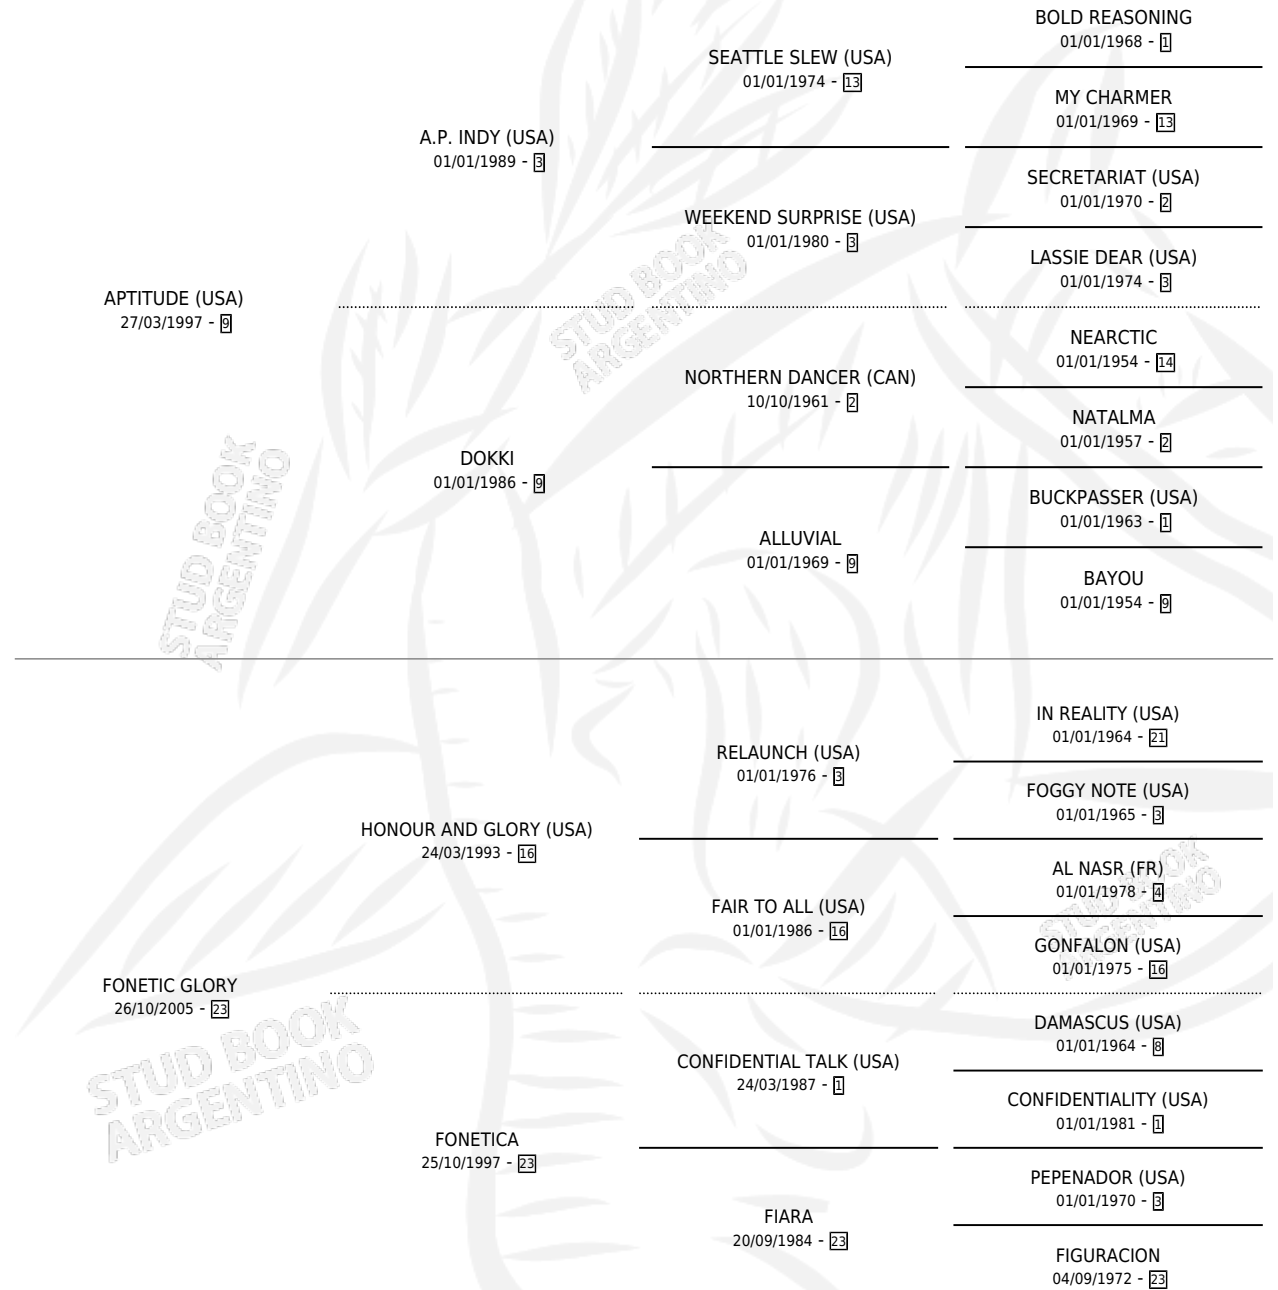 BOLD REASONING
01/01/1968 - 1
SEATTLE SLEW (USA)
01/01/1974 - 13
MY CHARMER
01/01/1969 - 13
A.P. INDY (USA)
01/01/1989 - 3
SECRETARIAT (USA)
01/01/1970 - 2
WEEKEND SURPRISE (USA)
01/01/1980 - 3
LASSIE DEAR (USA)
01/01/1974 - 3
APTITUDE (USA)
27/03/1997 - 9
NEARCTIC
01/01/1954 - 14
NORTHERN DANCER (CAN)
10/10/1961 - 2
NATALMA
01/01/1957 - 2
DOKKI
01/01/1986 - 9
BUCKPASSER (USA)
01/01/1963 - 1
ALLUVIAL
01/01/1969 - 9
BAYOU
01/01/1954 - 9
IN REALITY (USA)
01/01/1964 - 21
RELAUNCH (USA)
01/01/1976 - 3
FOGGY NOTE (USA)
01/01/1965 - 3
HONOUR AND GLORY (USA)
24/03/1993 - 16
AL NASR (FR)
01/01/1978 - 4
FAIR TO ALL (USA)
01/01/1986 - 16
GONFALON (USA)
01/01/1975 - 16
FONETIC GLORY
26/10/2005 - 23
DAMASCUS (USA)
01/01/1964 - 8
CONFIDENTIAL TALK (USA)
24/03/1987 - 1
CONFIDENTIALITY (USA)
01/01/1981 - 1
FONETICA
25/10/1997 - 23
PEPENADOR (USA)
01/01/1970 - 3
FIARA
20/09/1984 - 23
FIGURACION
04/09/1972 - 23
STUD BOOK
ARGENTINO
STUD BOOK
ARGENTINO
STUD BOOK
ARGENTINO
STUD BOOK
ARGENTINO